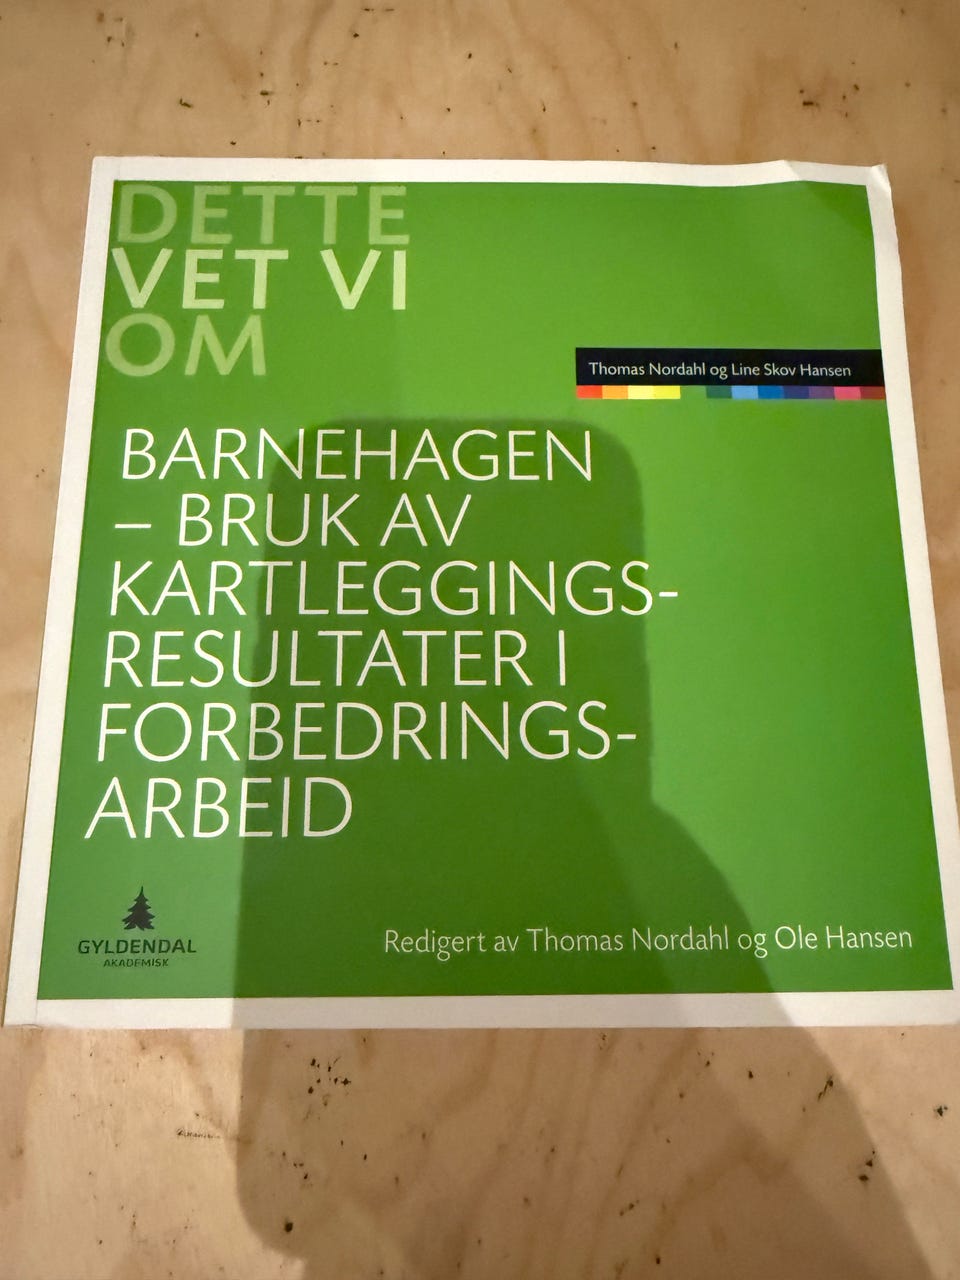 DETTE
VET VI
OM
Thomas Nordahl og Line Skov Hansen
BARNEHAGEN
– BRUK AV
KARTLEGGINGS-
RESULTATER I
FORBEDRINGS-
ARBEID
GYLDENDAL
AKADEMISK
Redigert av Thomas Nordahl og Ole Hansen